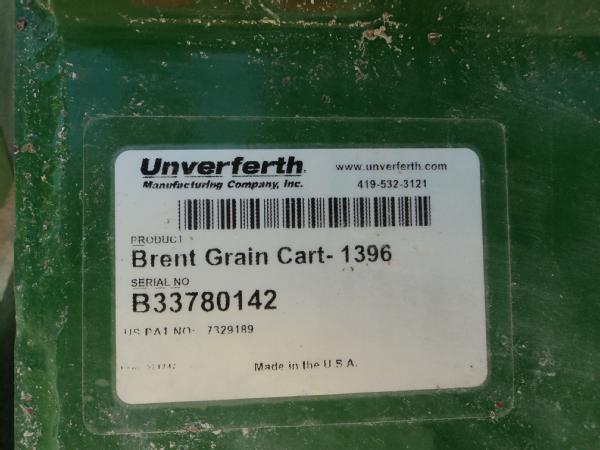 Unverferth
Manufacturing Company, Inc.
www.unverferth.com
419-532-3121
PRODUCT
Brent Grain Cart- 1396
SERIAL NO
B33780142
US PAT NO: 7329189
Made in the U.S.A.